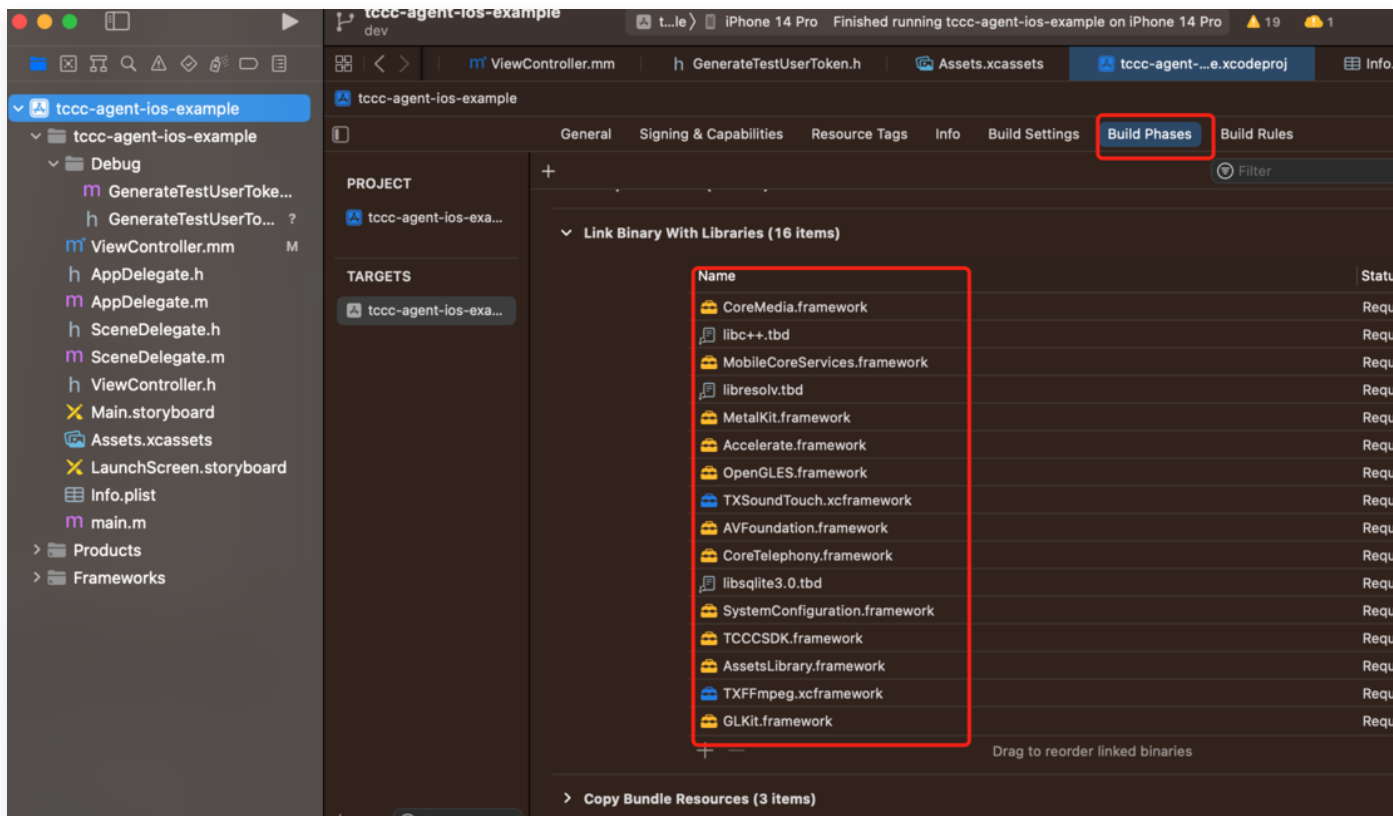 tccc-agent-ios-example
dev
t...le〉 iPhone 14 Pro Finished running tccc-agent-ios-example on iPhone 14 Pro 19 1
ViewController.mm
GenerateTestUserToken.h
Assets.xcassets
tccc-agent-...e.xcodeproj
Info.
tccc-agent-ios-example
General
Signing & Capabilities
Resource Tags
Info
Build Settings
Build Phases
Build Rules
Filter
tccc-agent-ios-example
tccc-agent-ios-example
Debug
GenerateTestUserToke...
GenerateTestUserTo... ?
ViewController.mm M
AppDelegate.h
AppDelegate.m
SceneDelegate.h
SceneDelegate.m
ViewController.h
Main.storyboard
Assets.xcassets
LaunchScreen.storyboard
Info.plist
main.m
Products
Frameworks
PROJECT
tccc-agent-ios-exa...
TARGETS
tccc-agent-ios-exa...
Link Binary With Libraries (16 items)
Name Statu
CoreMedia.framework Requ
libc++.tbd Requ
MobileCoreServices.framework Requ
libresolv.tbd Requ
MetalKit.framework Requ
Accelerate.framework Requ
OpenGLES.framework Requ
TXSoundTouch.xcframework Requ
AVFoundation.framework Requ
CoreTelephony.framework Requ
libsqlite3.0.tbd Requ
SystemConfiguration.framework Requ
TCCCSDK.framework Requ
AssetsLibrary.framework Requ
TXFFmpeg.xcframework Requ
GLKit.framework Requ
Drag to reorder linked binaries
Copy Bundle Resources (3 items)